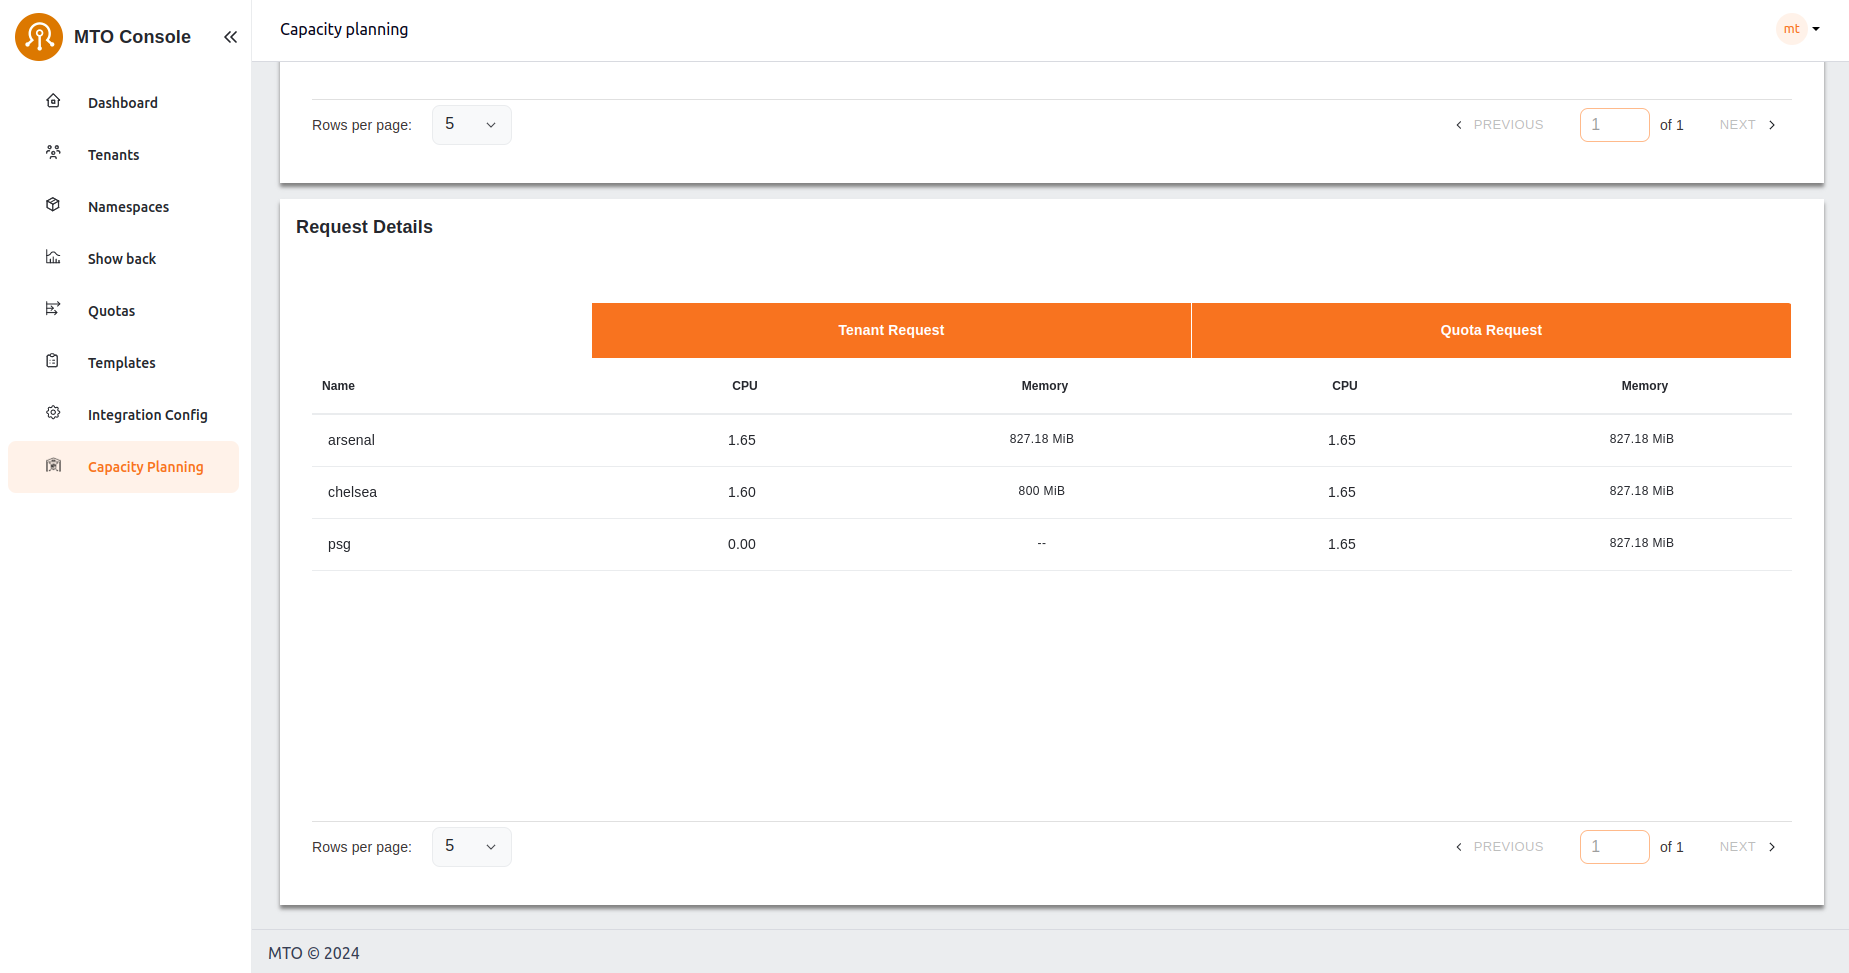 MTO Console
Capacity planning
mt
Dashboard
Tenants
Namespaces
Show back
Quotas
Templates
Integration Config
Capacity Planning
Rows per page: 5 PREVIOUS 1 of 1 NEXT
Request Details
Tenant Request Quota Request
Name CPU Memory CPU Memory
arsenal 1.65 827.18 MiB 1.65 827.18 MiB
chelsea 1.60 800 MiB 1.65 827.18 MiB
psg 0.00 -- 1.65 827.18 MiB
Rows per page: 5 PREVIOUS 1 of 1 NEXT
MTO © 2024